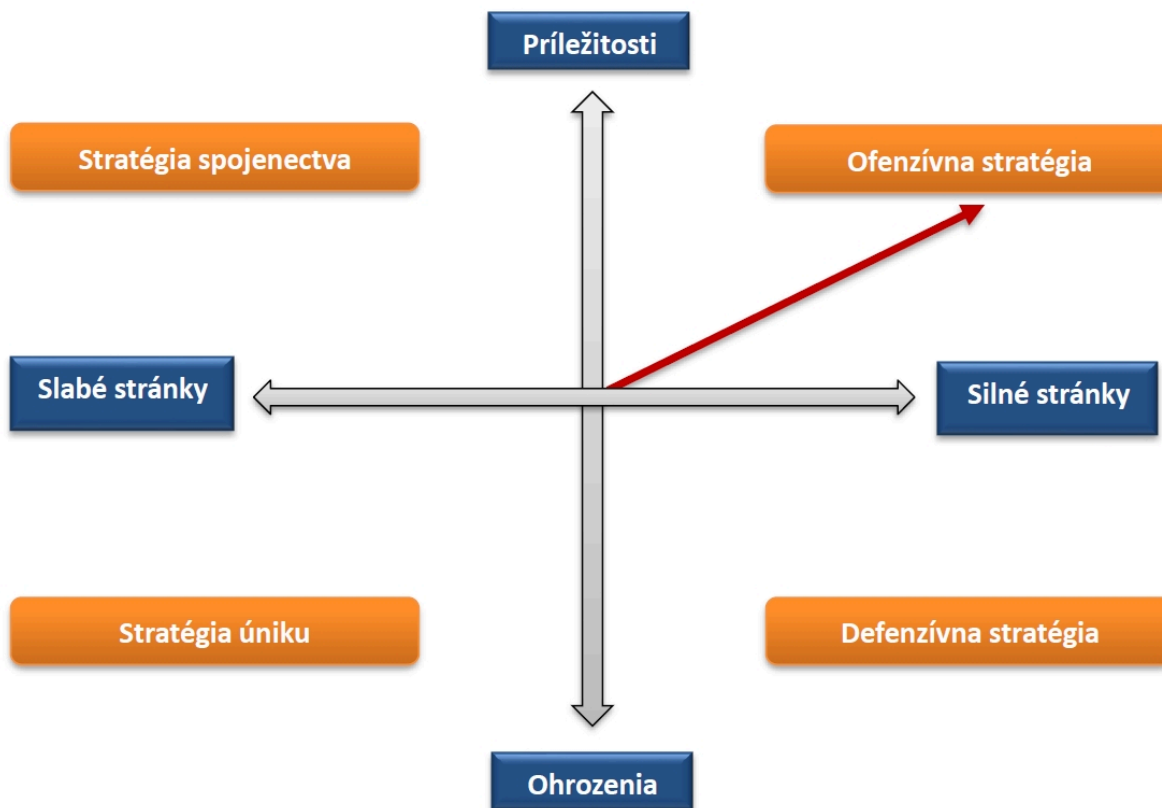 Príležitosti
Stratégia spojenectva
Ofenzívna stratégia
Slabé stránky
Silné stránky
Stratégia úniku
Defenzívna stratégia
Ohrozenia